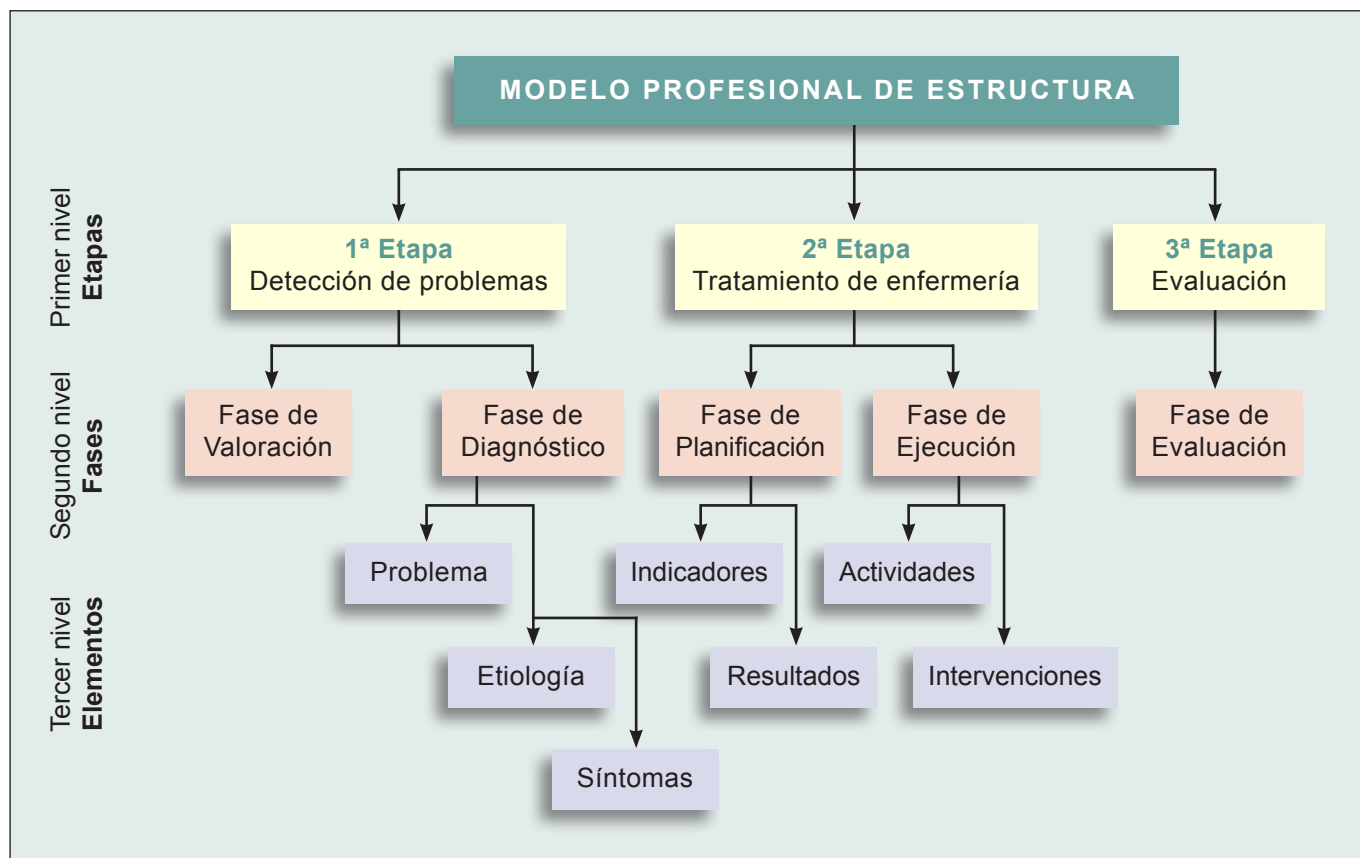 MODELO PROFESIONAL DE ESTRUCTURA
Primer nivel
Etapas
1ª Etapa
Detección de problemas
2ª Etapa
Tratamiento de enfermería
3ª Etapa
Evaluación
Segundo nivel
Fases
Fase de
Valoración
Fase de
Diagnóstico
Fase de
Planificación
Fase de
Ejecución
Fase de
Evaluación
Tercer nivel
Elementos
Problema
Indicadores
Actividades
Etiología
Resultados
Intervenciones
Síntomas